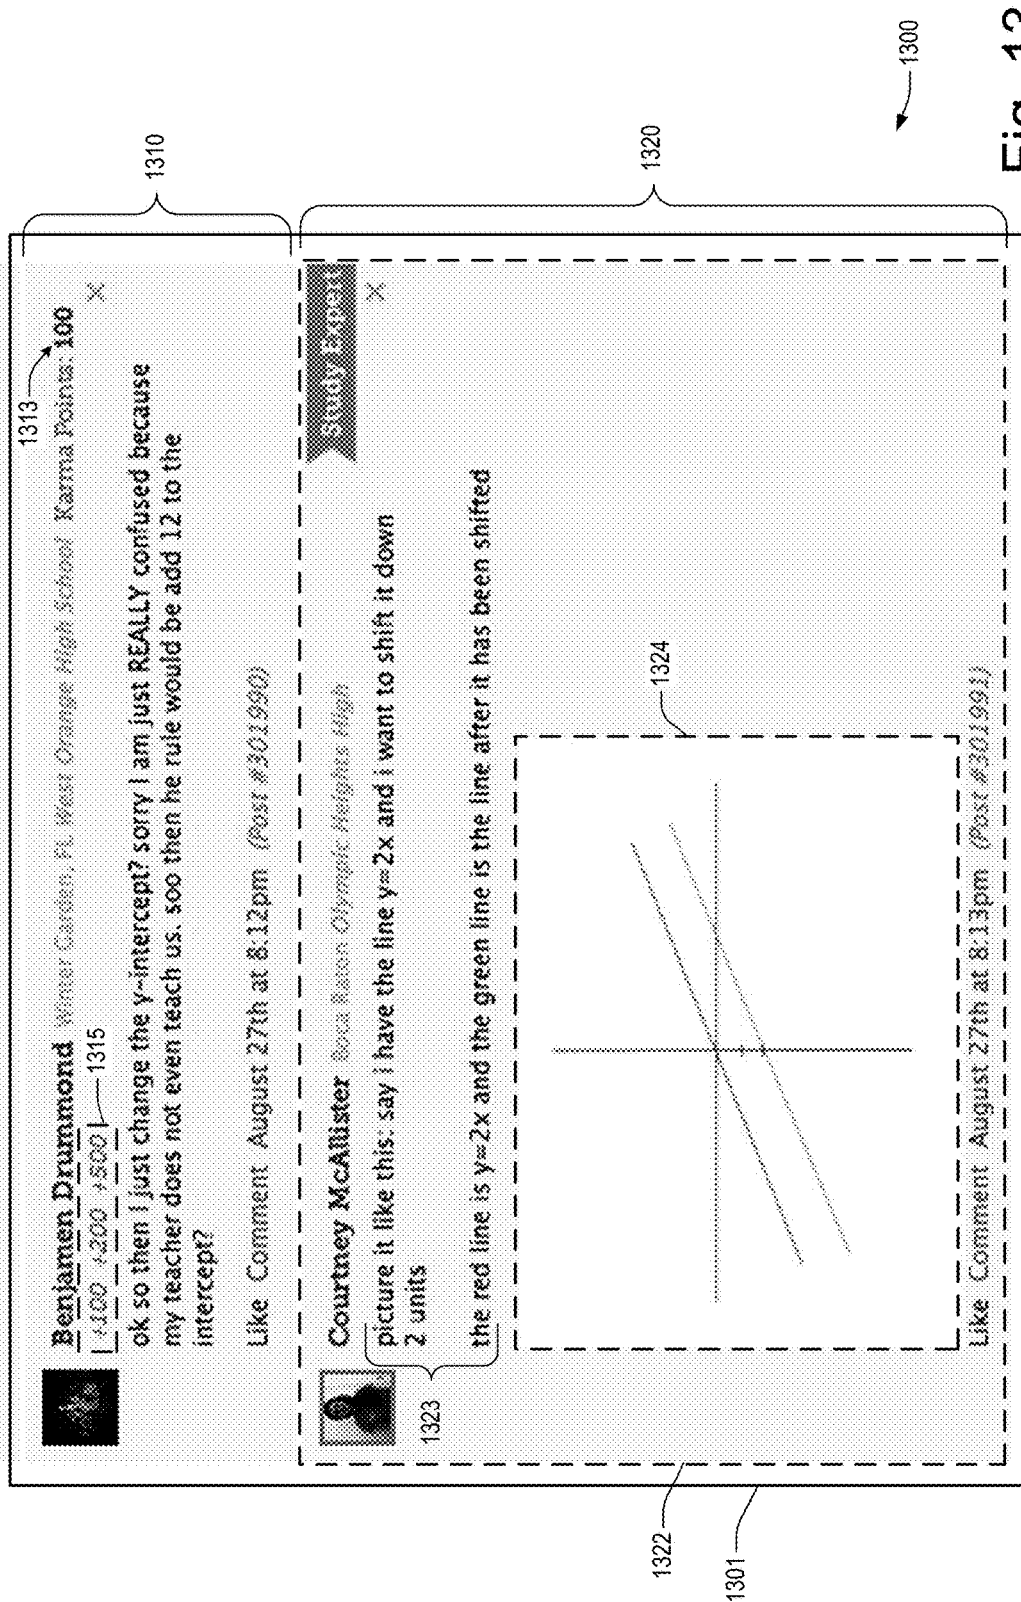 1313
1310
Benjamen Drummond Winter Garden, FL West Orange High School Karma Points: 100
+100 +200 +500
1315
X
ok so then i just change the y-intercept? sorry I am just REALLY confused because
my teacher does not even teach us. soo then he rule would be add 12 to the
intercept?
Like Comment August 27th at 8:12pm (Post #301990)
1320
Study Expert
Courtney McAllister Boca Raton Olympic Heights High
X
picture it like this: say i have the line y=2x and i want to shift it down
2 units
1323
the red line is y=2x and the green line is the line after it has been shifted
1324
Like Comment August 27th at 8:13pm (Post #301991)
1322
1301
1300
Fig. 13